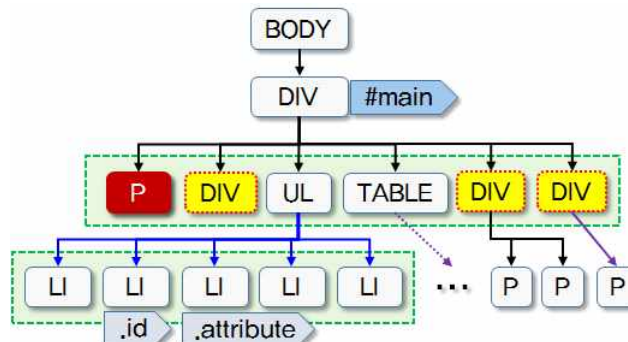 BODY
DIV #main
P DIV UL TABLE DIV DIV
LI LI LI LI LI ... P P P
.id .attribute